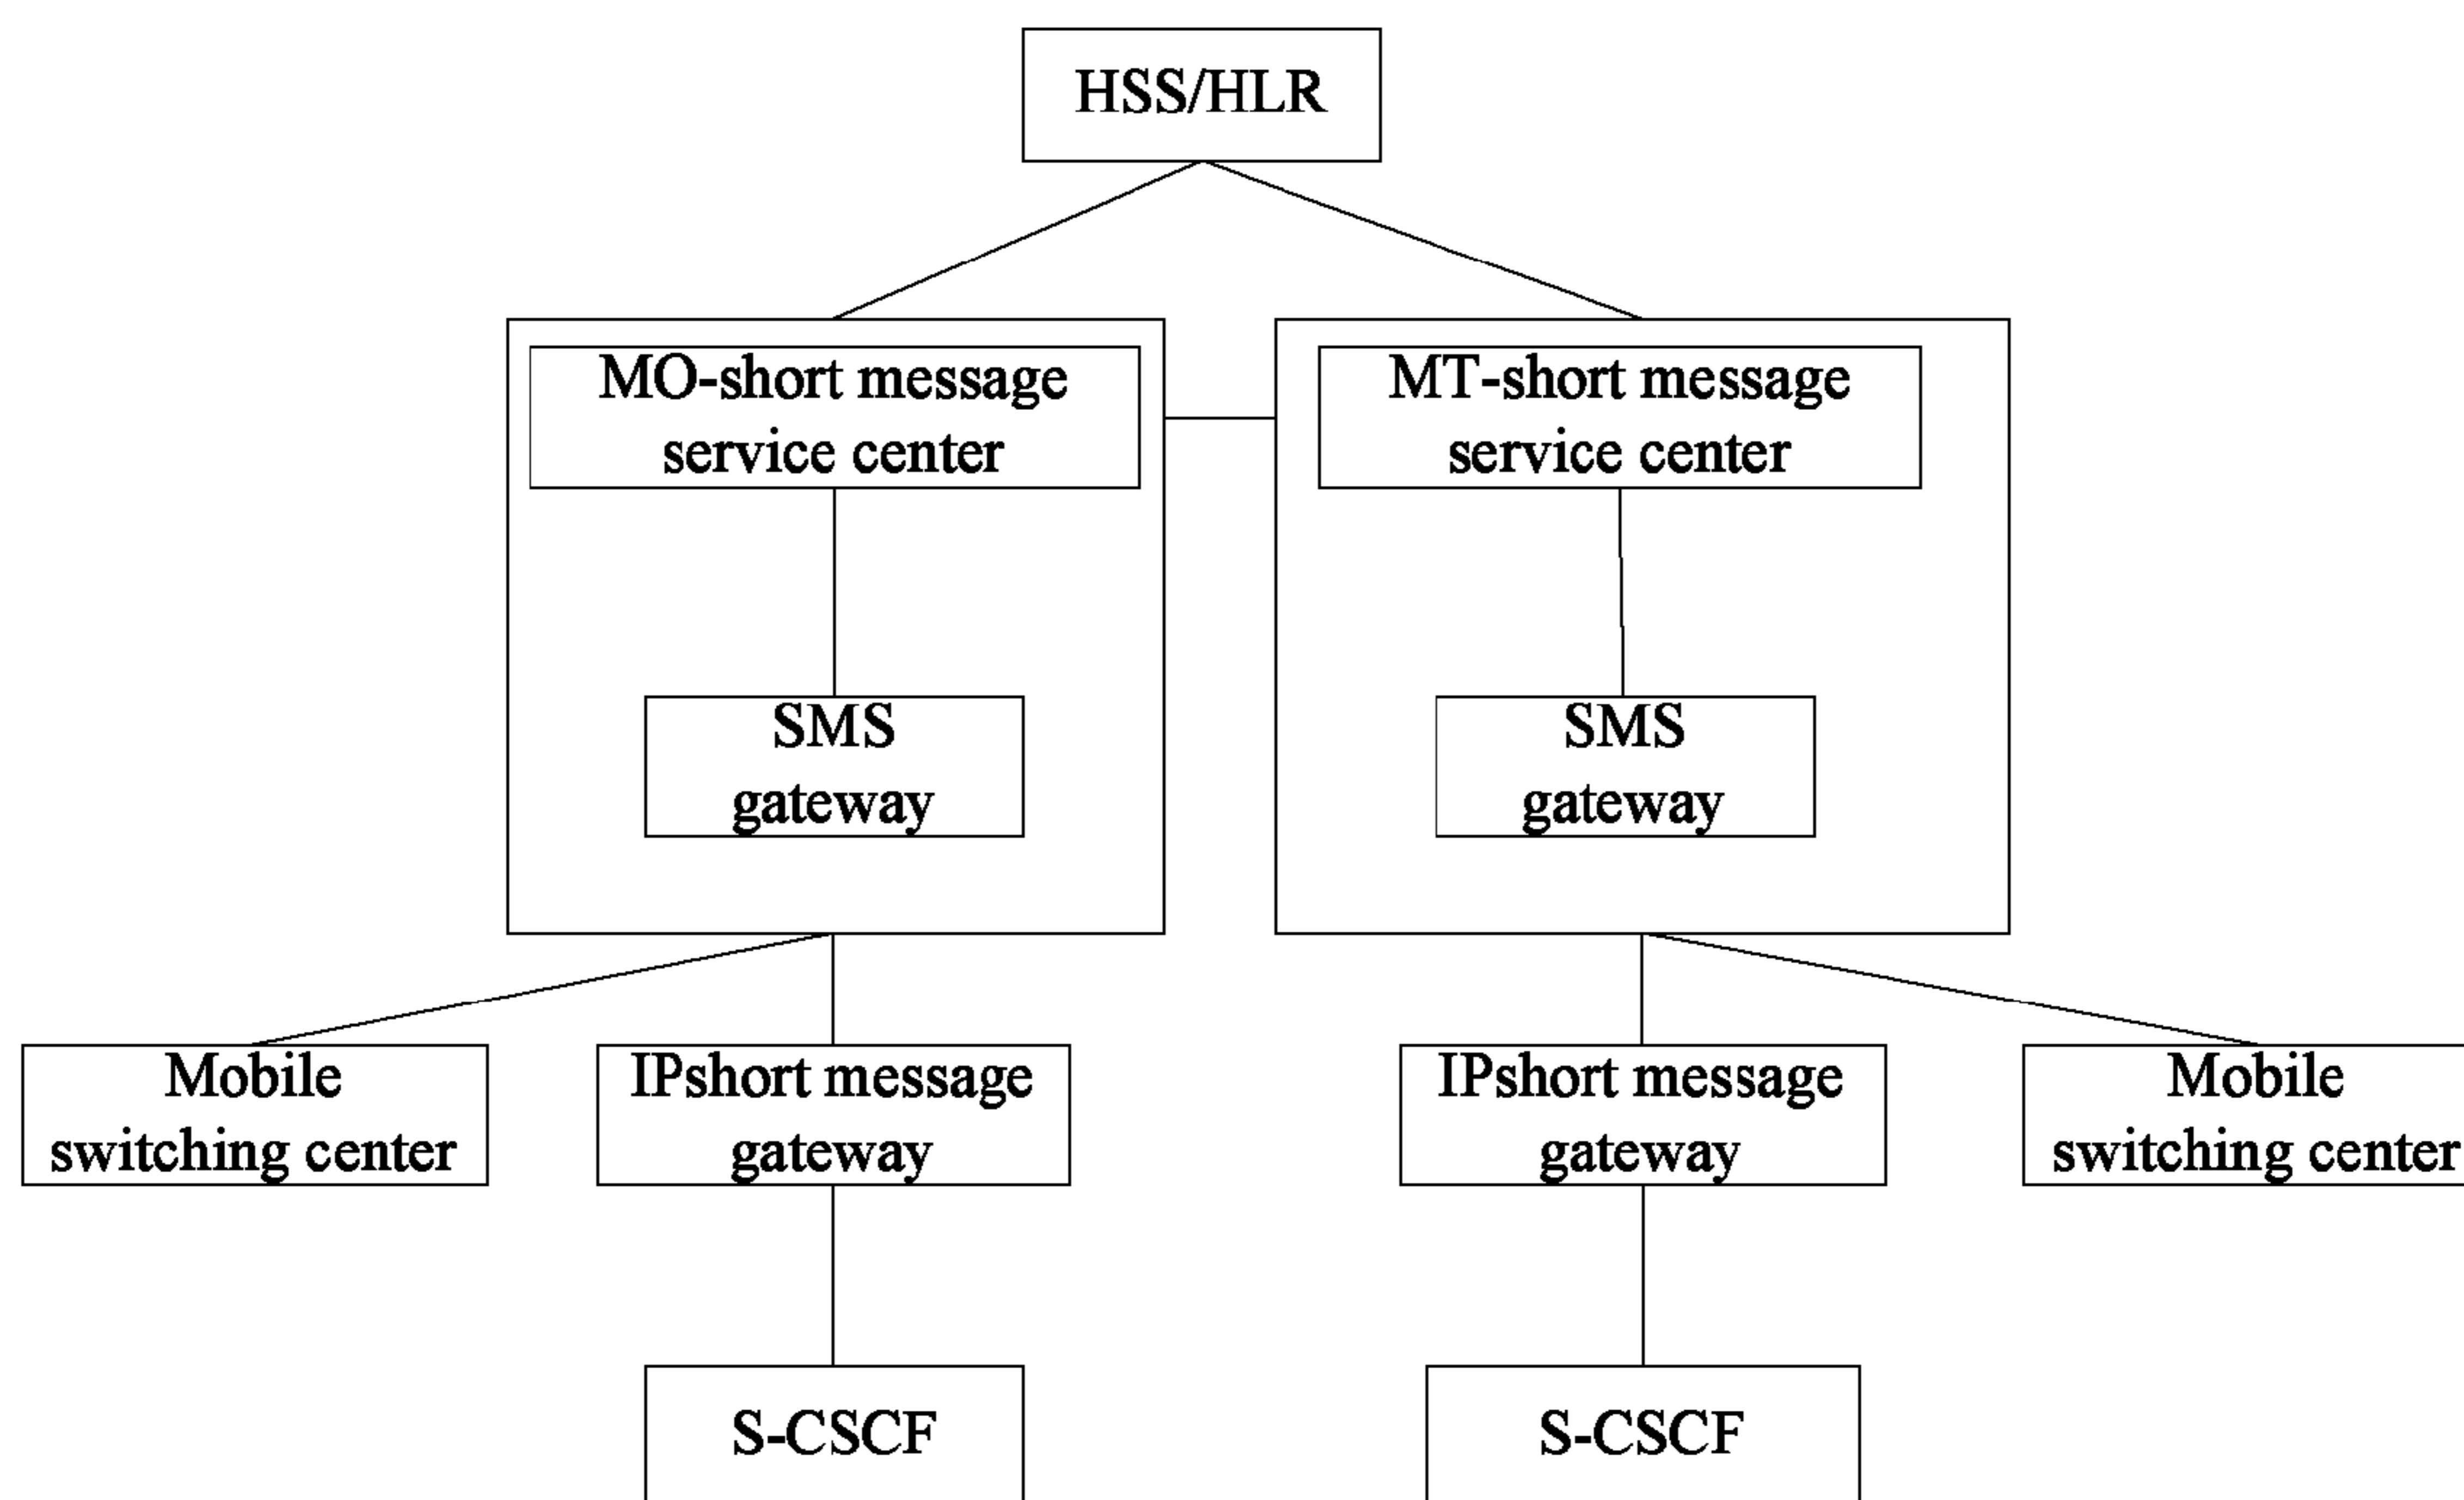 HSS/HLR
MO-short message
service center
MT-short message
service center
SMS
gateway
SMS
gateway
Mobile
switching center
IPshort message
gateway
IPshort message
gateway
Mobile
switching center
S-CSCF
S-CSCF